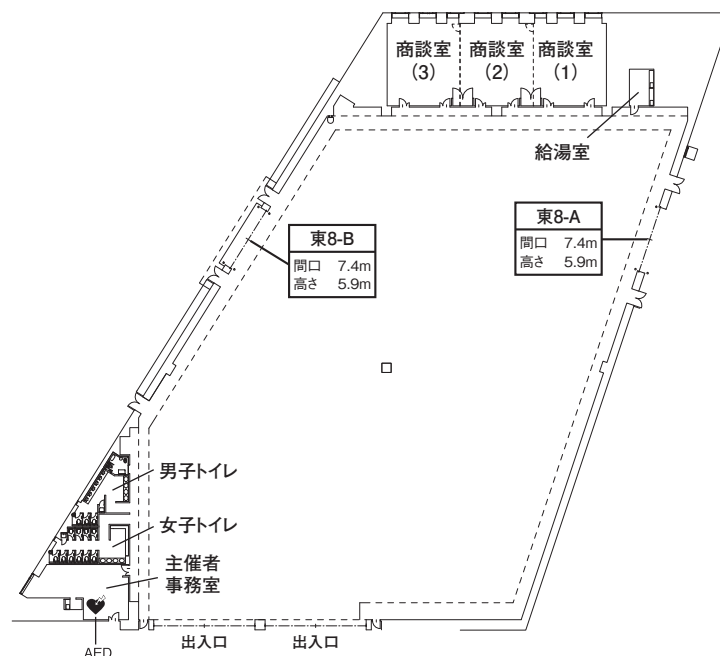 商談室
(3)
商談室
(2)
商談室
(1)
給湯室
東8-B
間口 7.4m
高さ 5.9m
東8-A
間口 7.4m
高さ 5.9m
男子トイレ
女子トイレ
主催者
事務室
AED
出入口
出入口